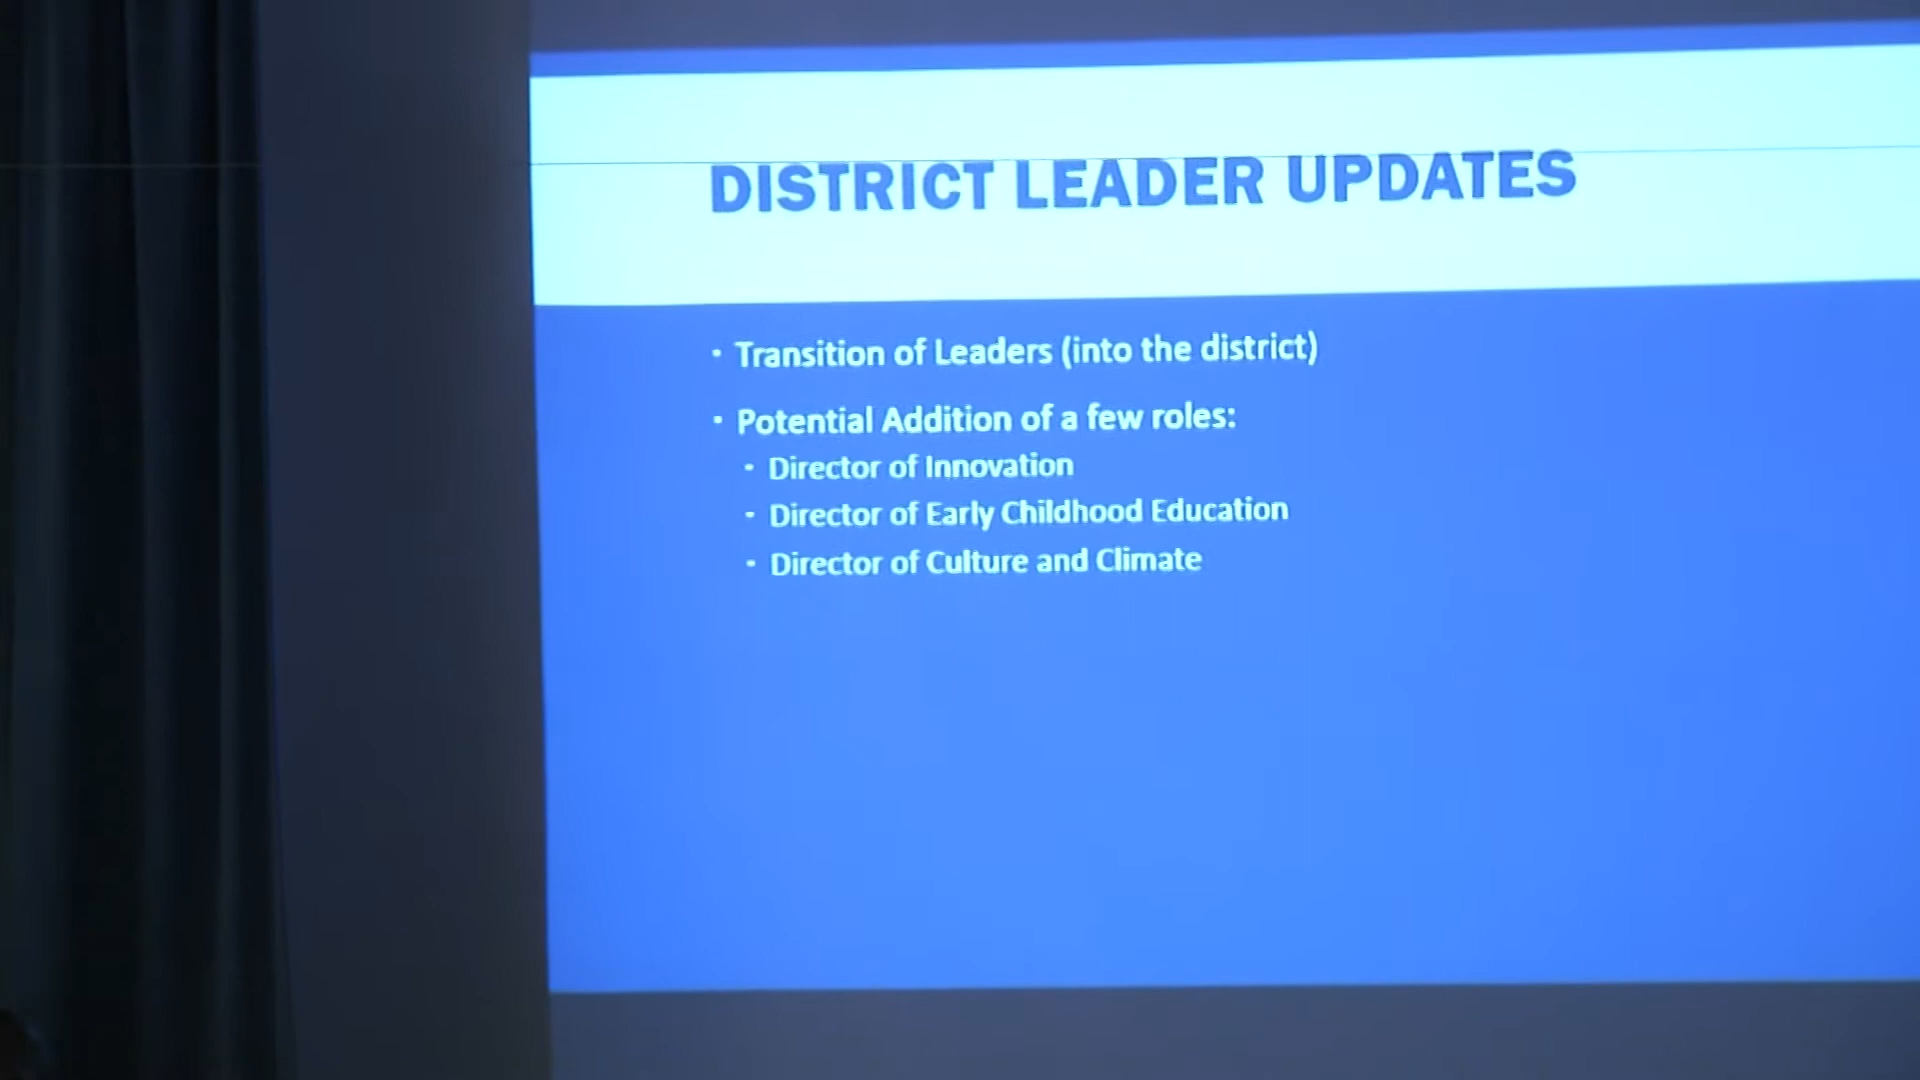 DISTRICT LEADER UPDATES
· Transition of Leaders (into the district)
· Potential Addition of a few roles:
· Director of Innovation
· Director of Early Childhood Education
· Director of Culture and Climate